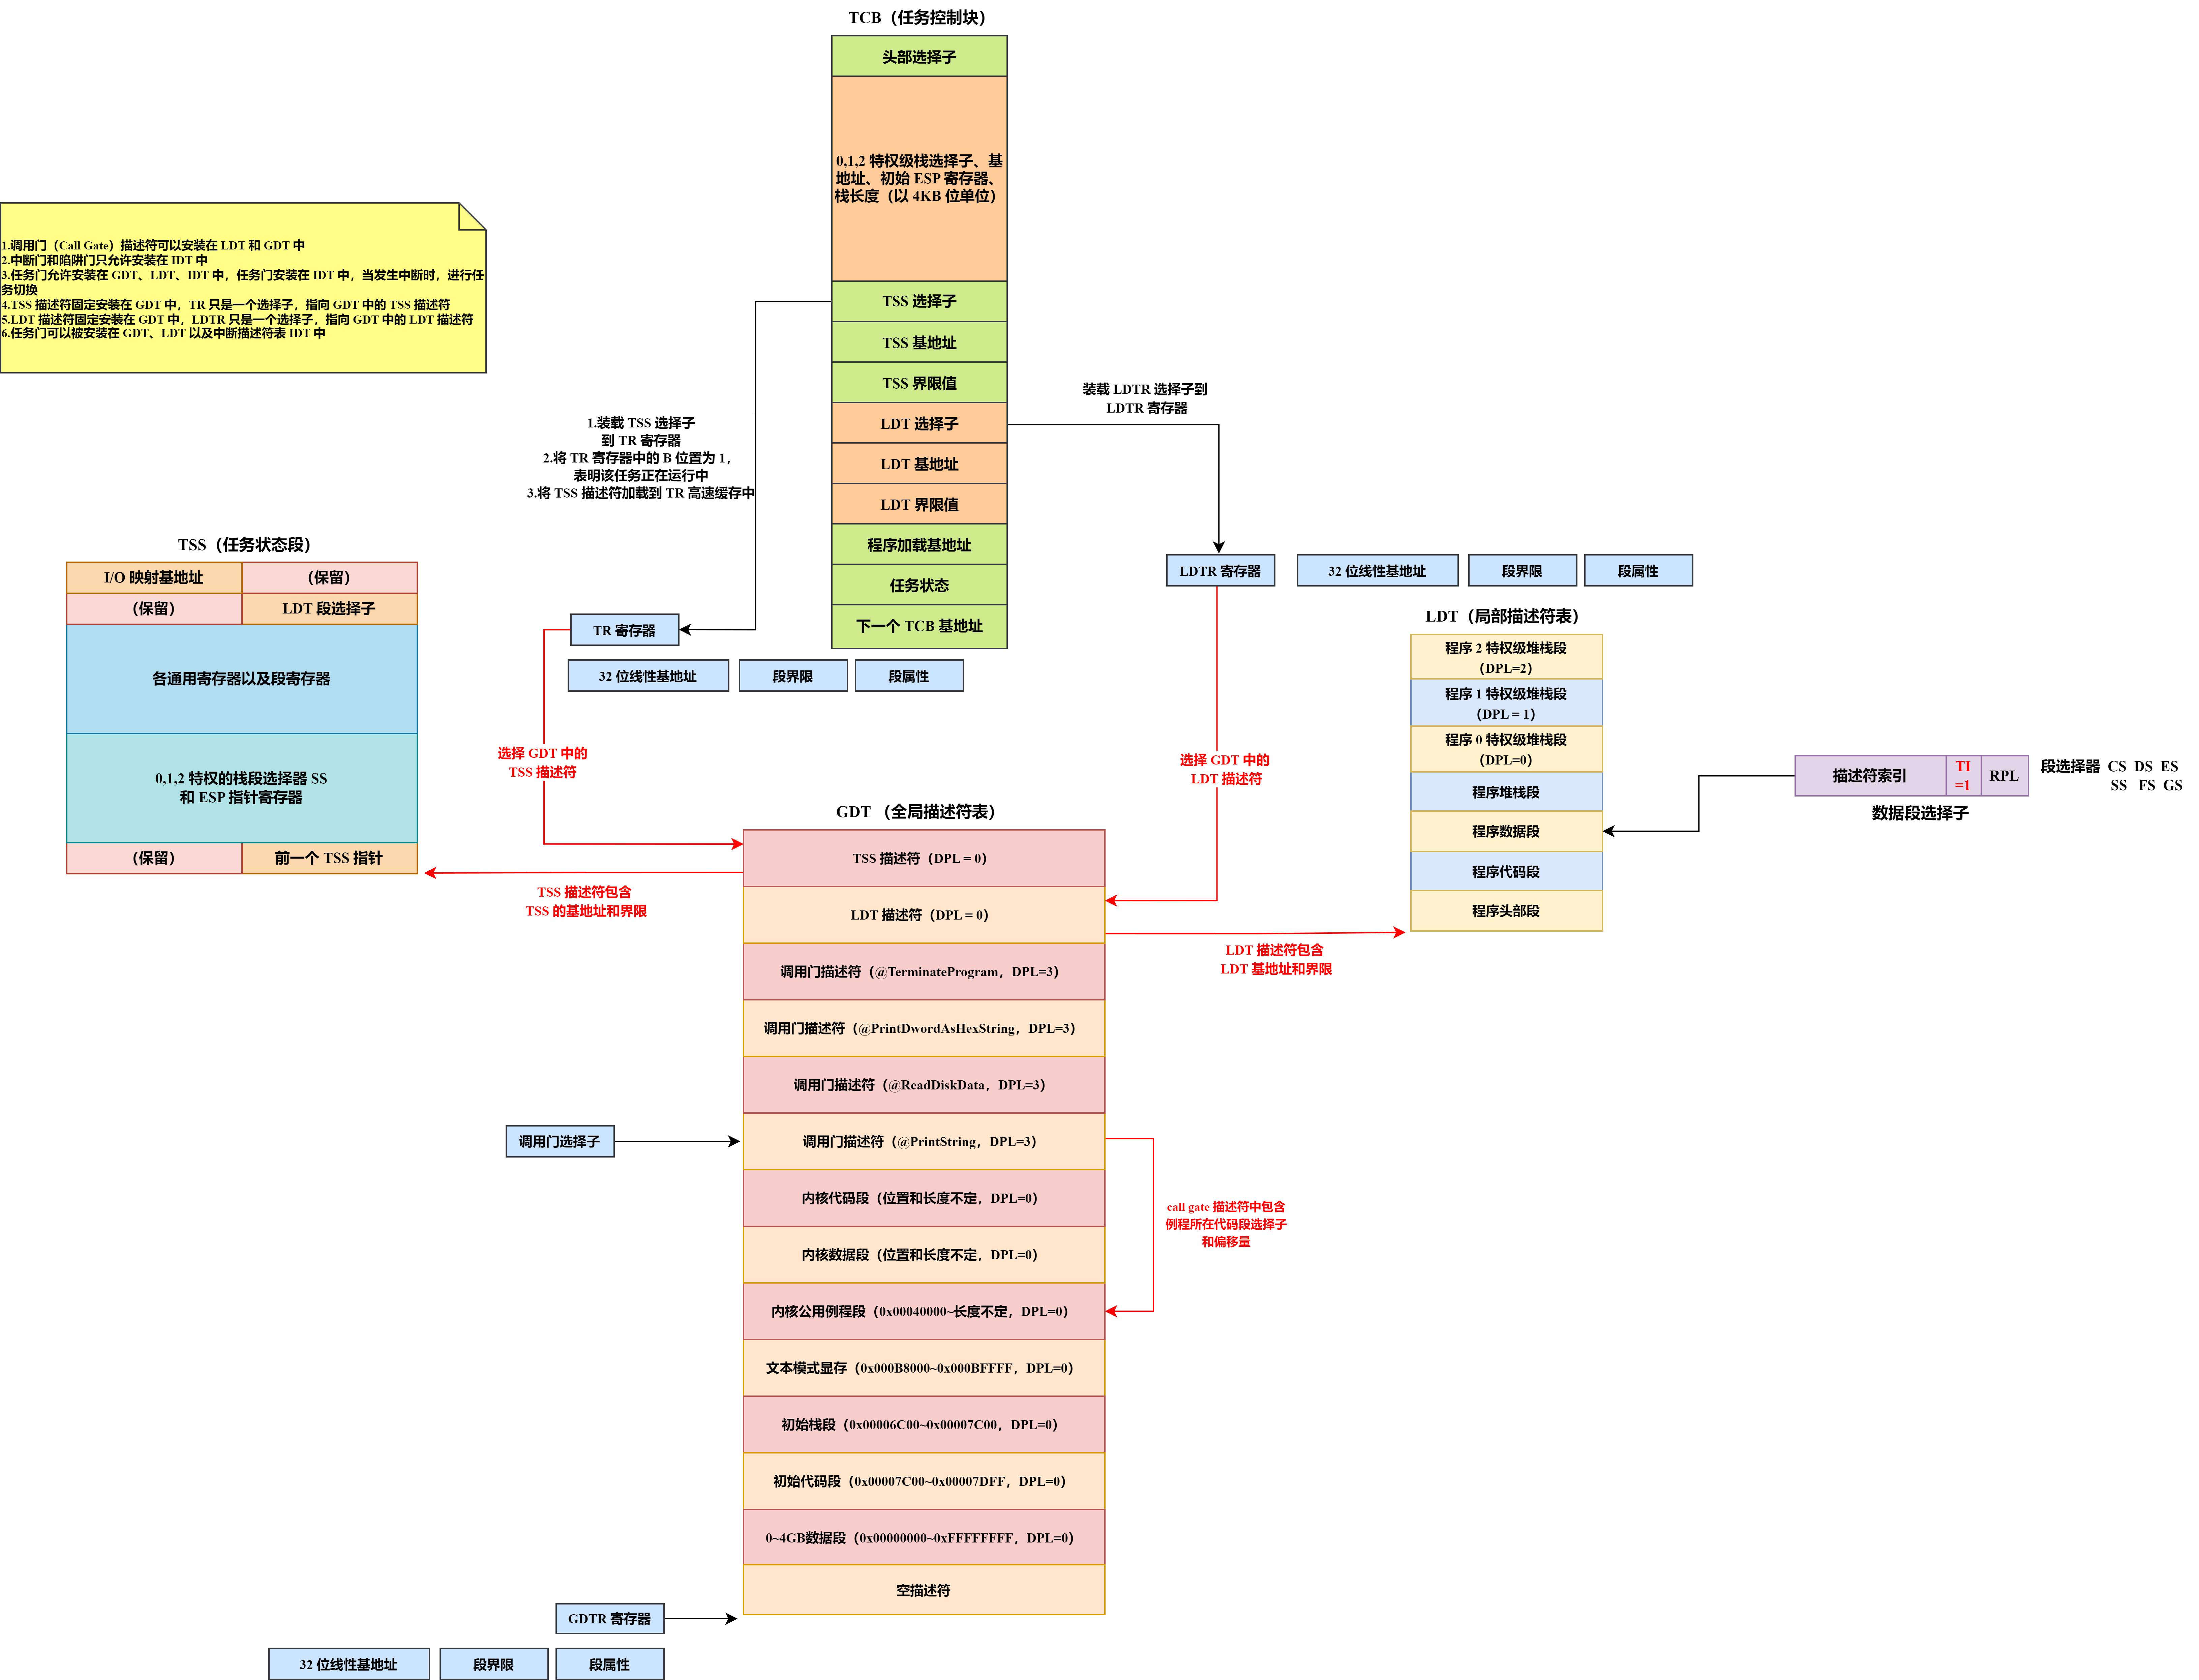 TCB（任务控制块）
头部选择子
0,1,2 特权级栈选择子、基
地址、初始 ESP 寄存器、
栈长度（以 4KB 位单位）
TSS 选择子
TSS 基地址
TSS 界限值
LDT 选择子
LDT 基地址
LDT 界限值
程序加载基地址
任务状态
下一个 TCB 基地址
1.调用门（Call Gate）描述符可以安装在 LDT 和 GDT 中
2.中断门和陷阱门只允许安装在 IDT 中
3.任务门允许安装在 GDT、LDT、IDT 中，任务门安装在 IDT 中，当发生中断时，进行任
务切换
4.TSS 描述符固定安装在 GDT 中，TR 只是一个选择子，指向 GDT 中的 TSS 描述符
5.LDT 描述符固定安装在 GDT 中，LDTR 只是一个选择子，指向 GDT 中的 LDT 描述符
6.任务门可以被安装在 GDT、LDT 以及中断描述符表 IDT 中
1.装载 TSS 选择子
到 TR 寄存器
2.将 TR 寄存器中的 B 位置为 1，
表明该任务正在运行中
3.将 TSS 描述符加载到 TR 高速缓存中
装载 LDTR 选择子到
LDTR 寄存器
TSS（任务状态段）
I/O 映射基地址
（保留）
（保留）
LDT 段选择子
各通用寄存器以及段寄存器
0,1,2 特权的栈段选择器 SS
和 ESP 指针寄存器
（保留）
前一个 TSS 指针
TR 寄存器
32 位线性基地址
段界限
段属性
LDTR 寄存器
32 位线性基地址
段界限
段属性
LDT（局部描述符表）
程序 2 特权级堆栈段
（DPL=2）
程序 1 特权级堆栈段
（DPL = 1）
程序 0 特权级堆栈段
（DPL=0）
程序堆栈段
程序数据段
程序代码段
程序头部段
描述符索引
TI
=1
RPL
数据段选择子
段选择器 CS DS ES
SS FS GS
选择 GDT 中的
TSS 描述符
选择 GDT 中的
LDT 描述符
TSS 描述符包含
TSS 的基地址和界限
LDT 描述符包含
LDT 基地址和界限
GDT （全局描述符表）
TSS 描述符（DPL = 0）
LDT 描述符（DPL = 0）
调用门描述符（@TerminateProgram，DPL=3）
调用门描述符（@PrintDwordAsHexString，DPL=3）
调用门描述符（@ReadDiskData，DPL=3）
调用门描述符（@PrintString，DPL=3）
内核代码段（位置和长度不定，DPL=0）
内核数据段（位置和长度不定，DPL=0）
内核公用例程段（0x00040000~长度不定，DPL=0）
文本模式显存（0x000B8000~0x000BFFFF，DPL=0）
初始栈段（0x00006C00~0x00007C00，DPL=0）
初始代码段（0x00007C00~0x00007DFF，DPL=0）
0~4GB数据段（0x00000000~0xFFFFFFFF，DPL=0）
空描述符
调用门选择子
call gate 描述符中包含
例程所在代码段选择子
和偏移量
GDTR 寄存器
32 位线性基地址
段界限
段属性